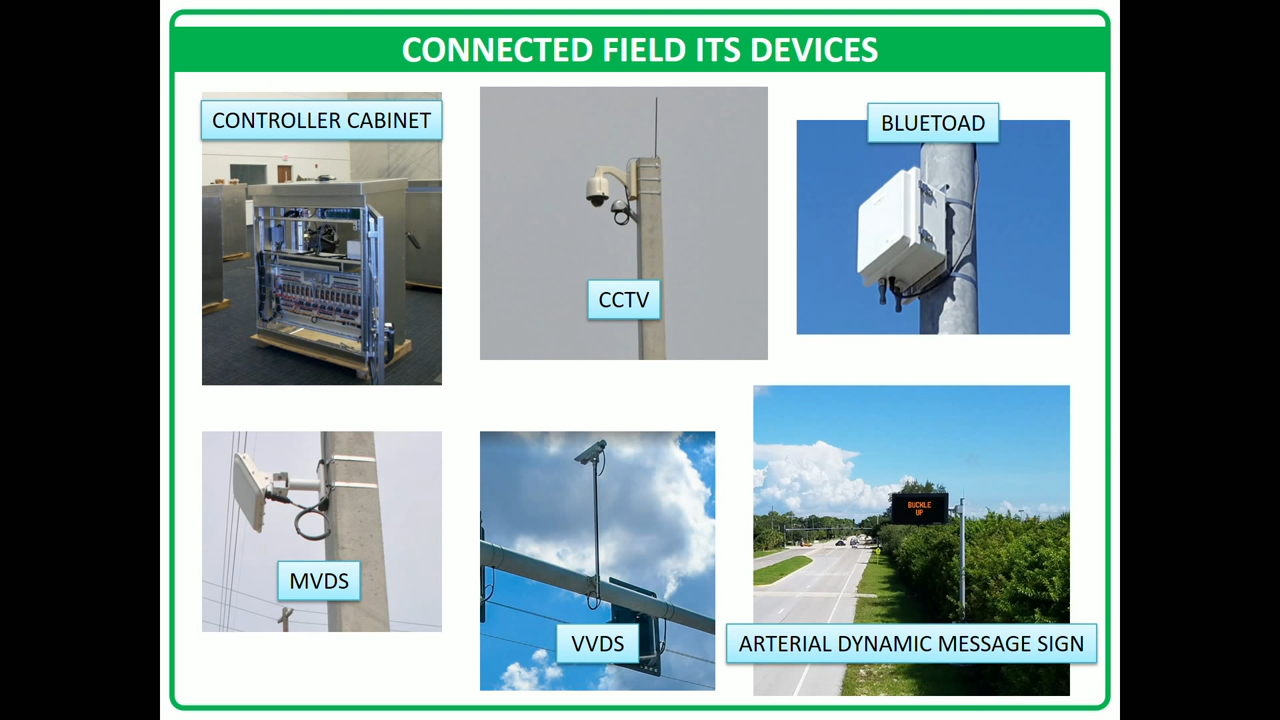 CONNECTED FIELD ITS DEVICES
CONTROLLER CABINET
CCTV
BLUETOAD
MVDS
VVDS
BUCKLE
UP
ARTERIAL DYNAMIC MESSAGE SIGN